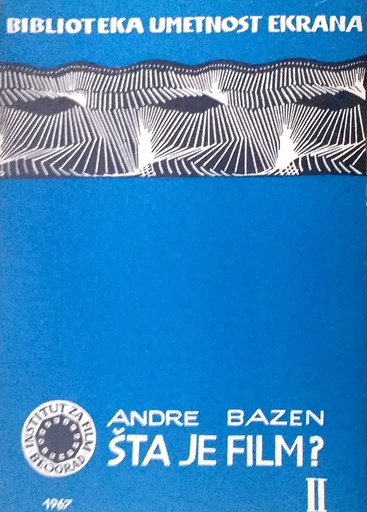 BIBLIOTEKA UMETNOST EKRANA
INSTITUT ZA FILM
BEOGRAD
ANDRE BAZEN
ŠTA JE FILM?
II
1967